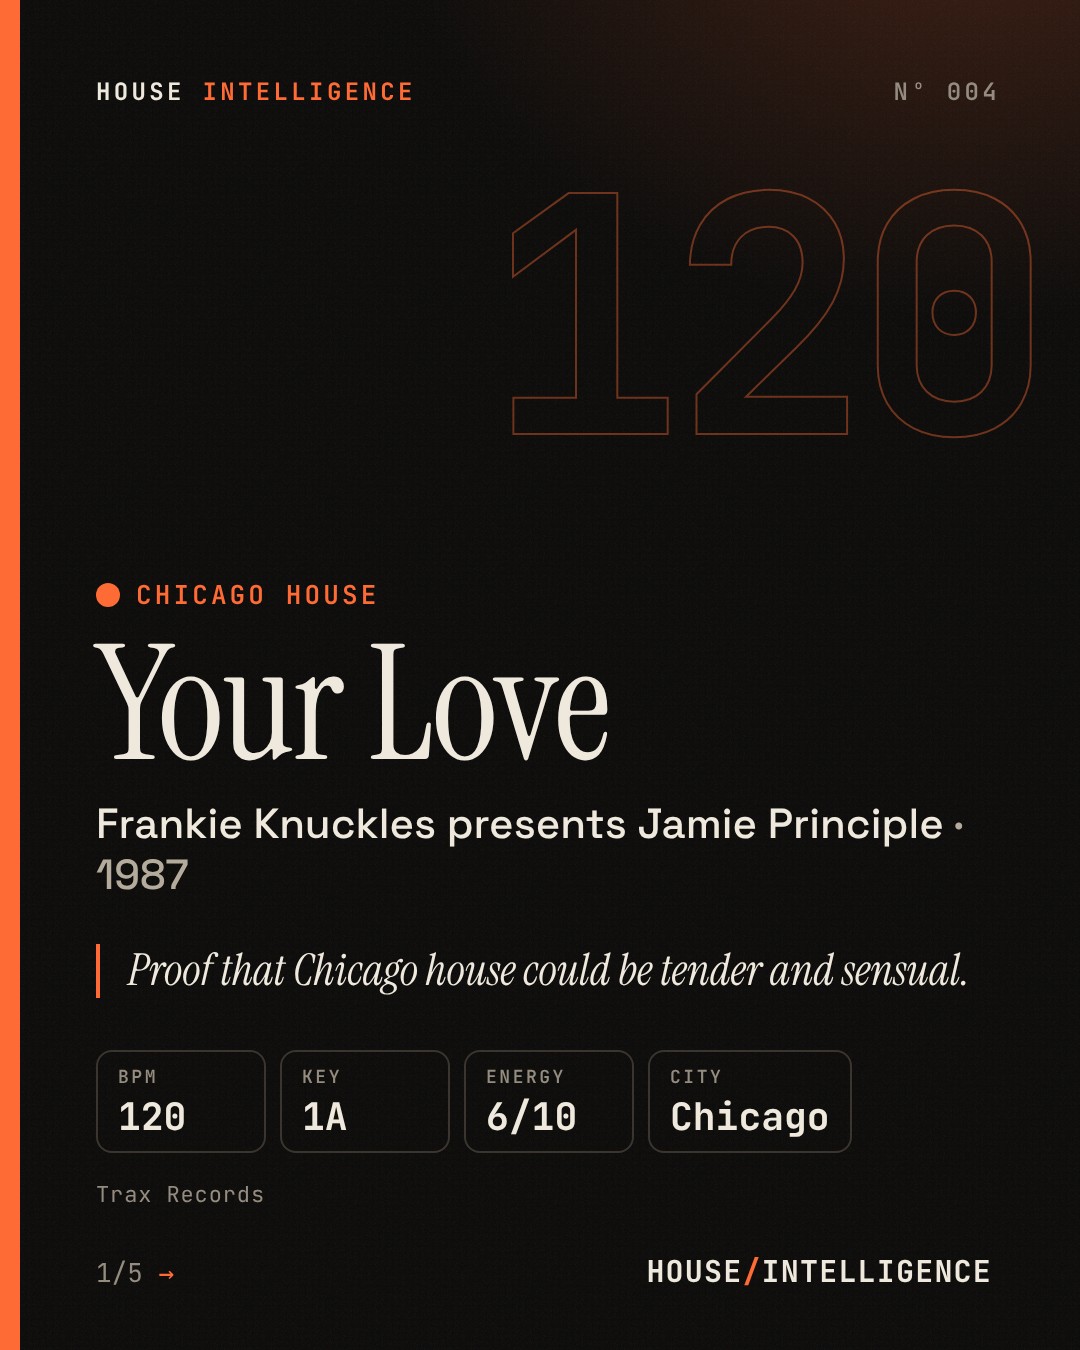 HOUSE INTELLIGENCE
N° 004
120
CHICAGO HOUSE
Your Love
Frankie Knuckles presents Jamie Principle ·
1987
Proof that Chicago house could be tender and sensual.
BPM
120
KEY
1A
ENERGY
6/10
CITY
Chicago
Trax Records
1/5 →
HOUSE/INTELLIGENCE